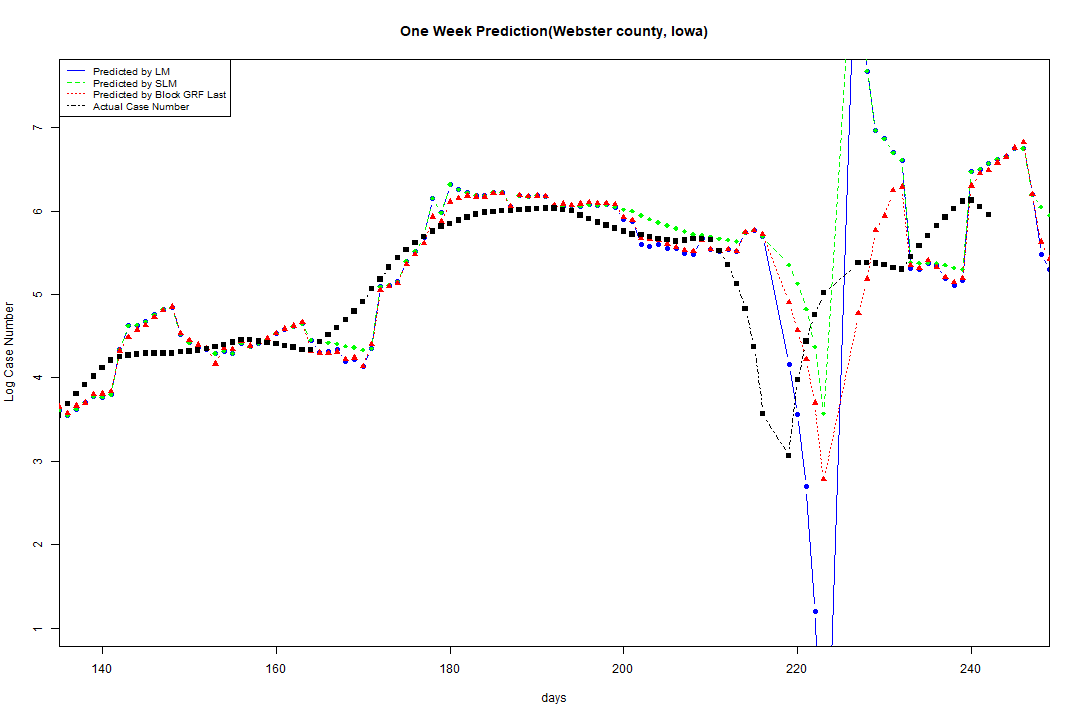 One Week Prediction(Webster county, Iowa)
Predicted by LM
Predicted by SLM
Predicted by Block GRF Last
Actual Case Number
7
6
5
4
3
2
1
Log Case Number
140 160 180 200 220 240
days